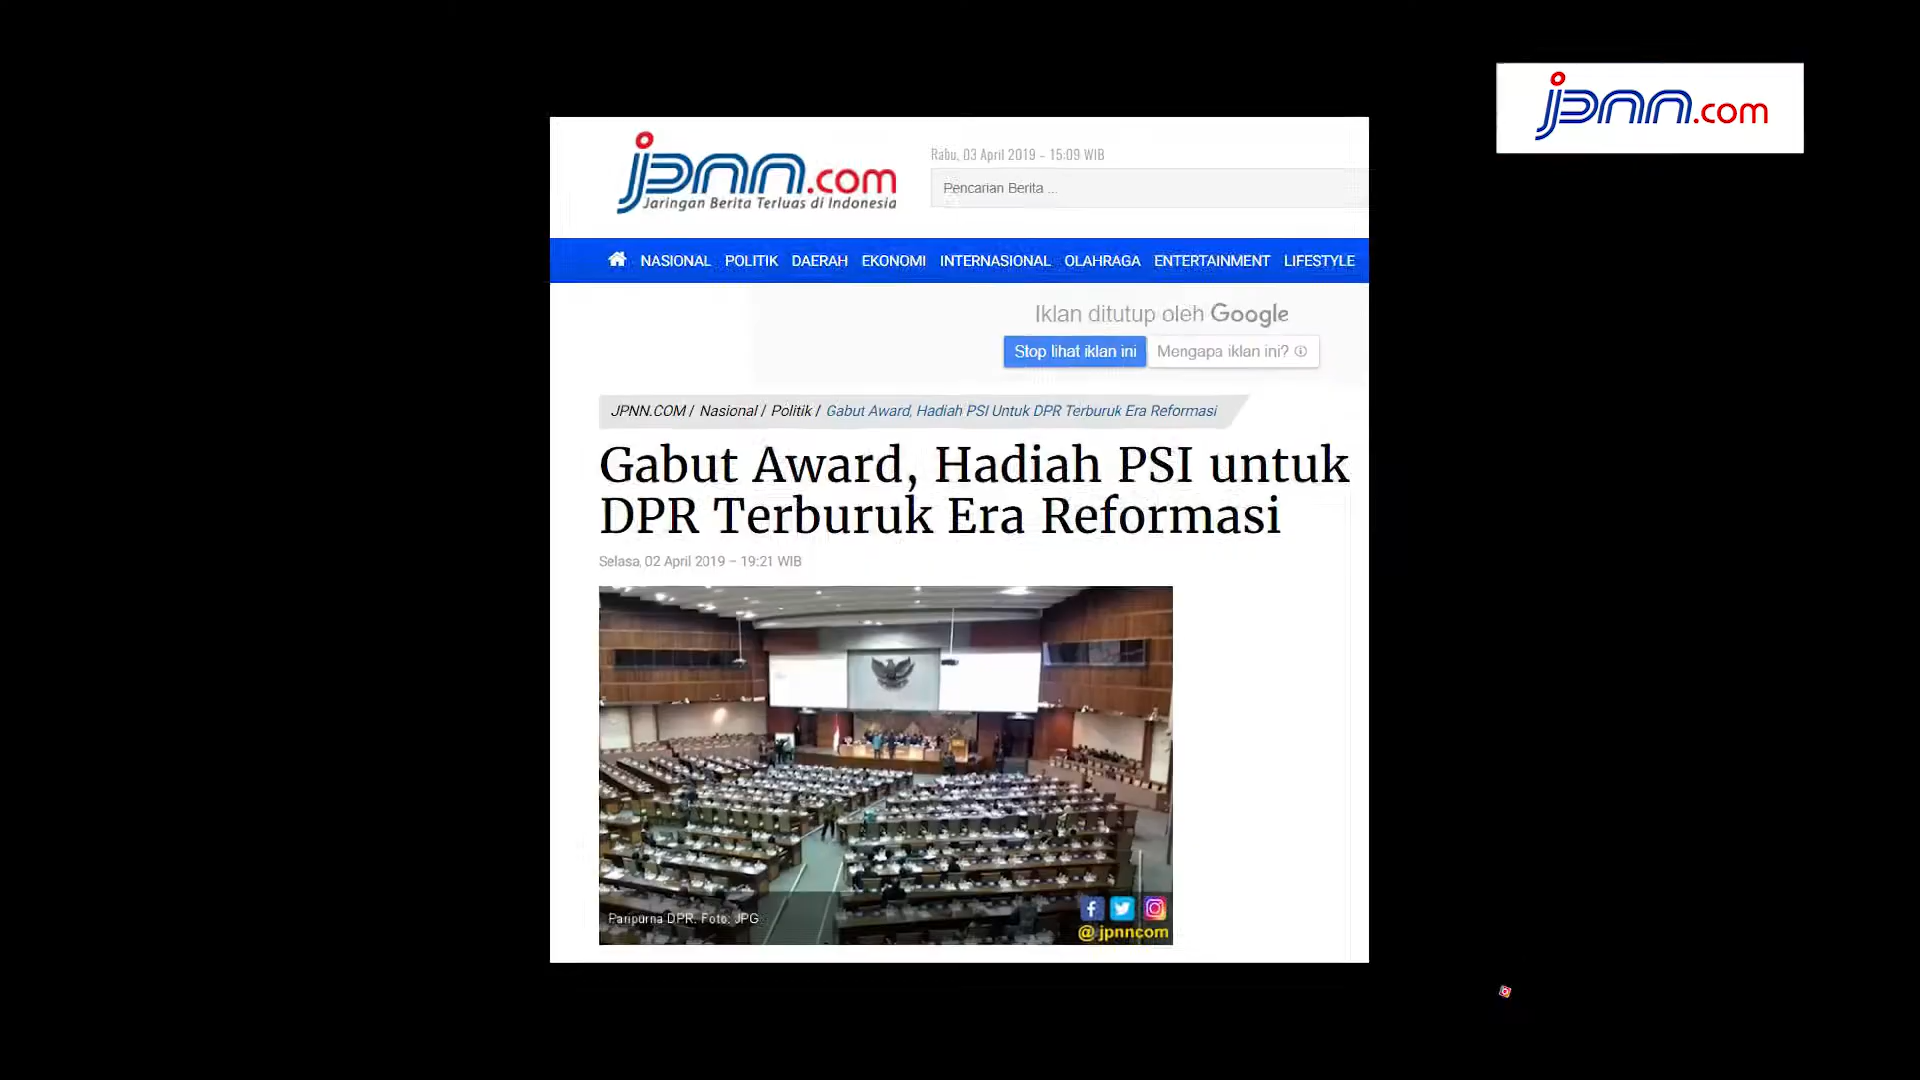 jpnn.com
jpnn.com
Jaringan Berita Terluas di Indonesia
Rabu, 03 April 2019 - 15:09 WIB
Pencarian Berita ...
NASIONAL POLITIK DAERAH EKONOMI INTERNASIONAL OLAHRAGA ENTERTAINMENT LIFESTYLE
Iklan ditutup oleh Google
Stop lihat iklan ini Mengapa iklan ini?
JPNN.COM / Nasional / Politik / Gabut Award, Hadiah PSI Untuk DPR Terburuk Era Reformasi
Gabut Award, Hadiah PSI untuk
DPR Terburuk Era Reformasi
Selasa, 02 April 2019 – 19:21 WIB
Paripurna DPR. Foto: JPG
@jpnncom